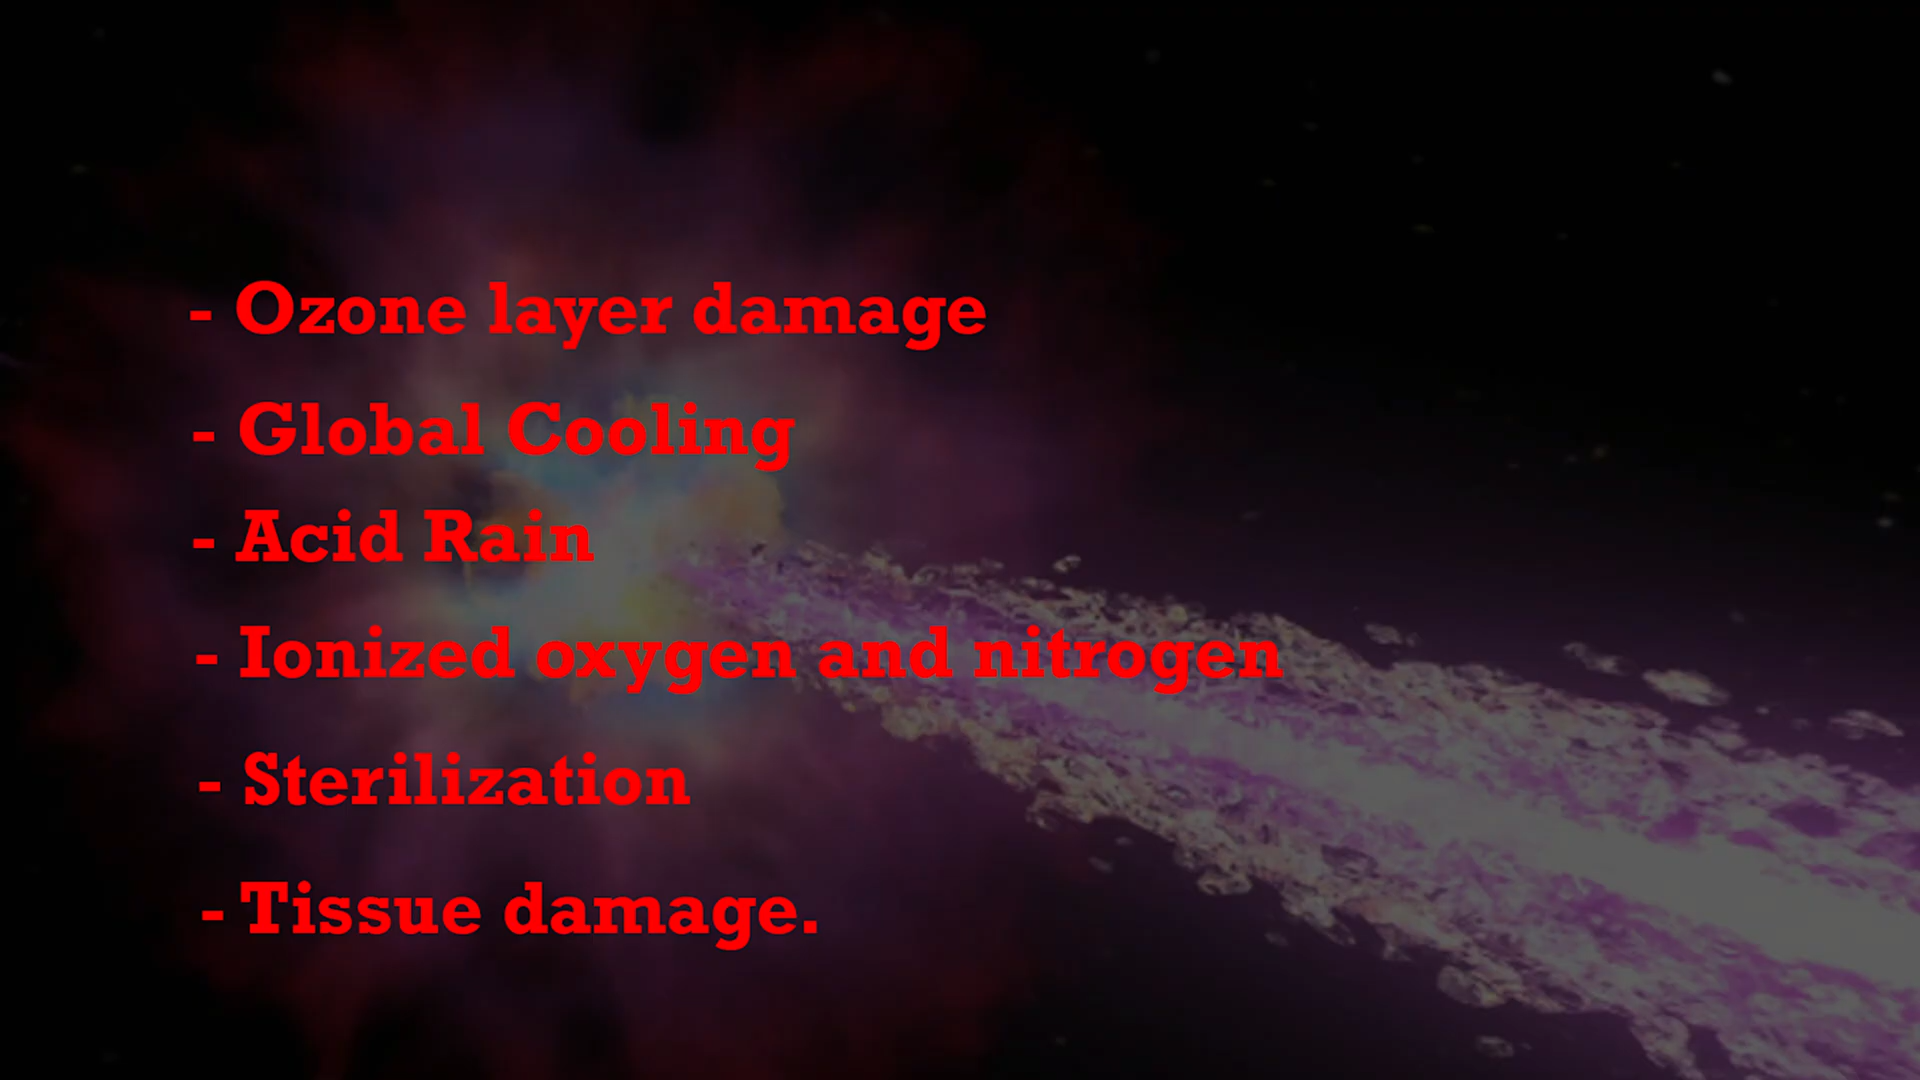 - Ozone layer damage
- Global Cooling
- Acid Rain
- Ionized oxygen and nitrogen
- Sterilization
- Tissue damage.